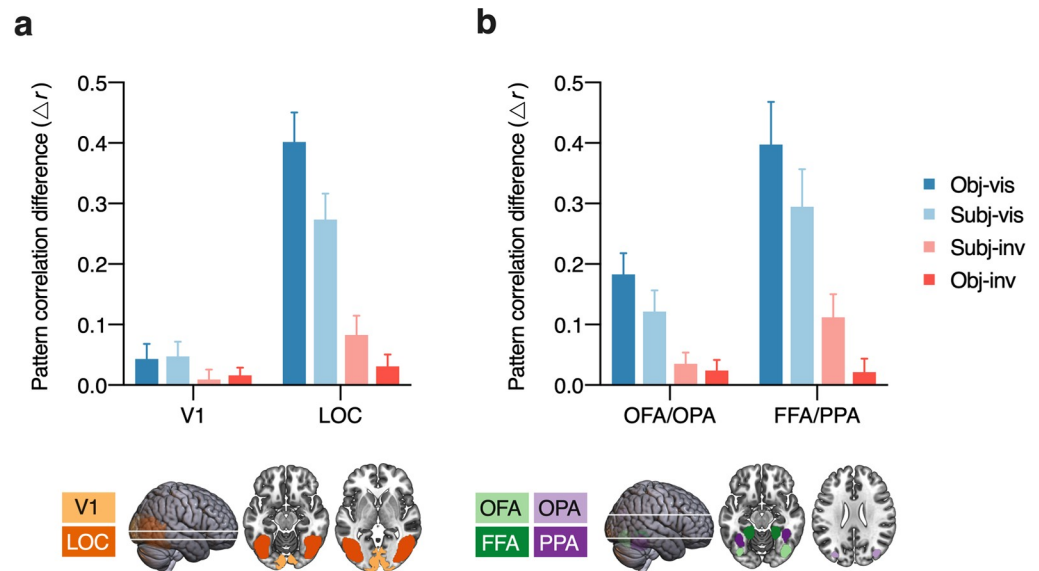 a
b
Pattern correlation difference (△r)
0.5
0.4
0.3
0.2
0.1
0.0
V1
LOC
Pattern correlation difference (△r)
0.5
0.4
0.3
0.2
0.1
0.0
OFA/OPA
FFA/PPA
Obj-vis
Subj-vis
Subj-inv
Obj-inv
V1
LOC
OFA
OPA
FFA
PPA